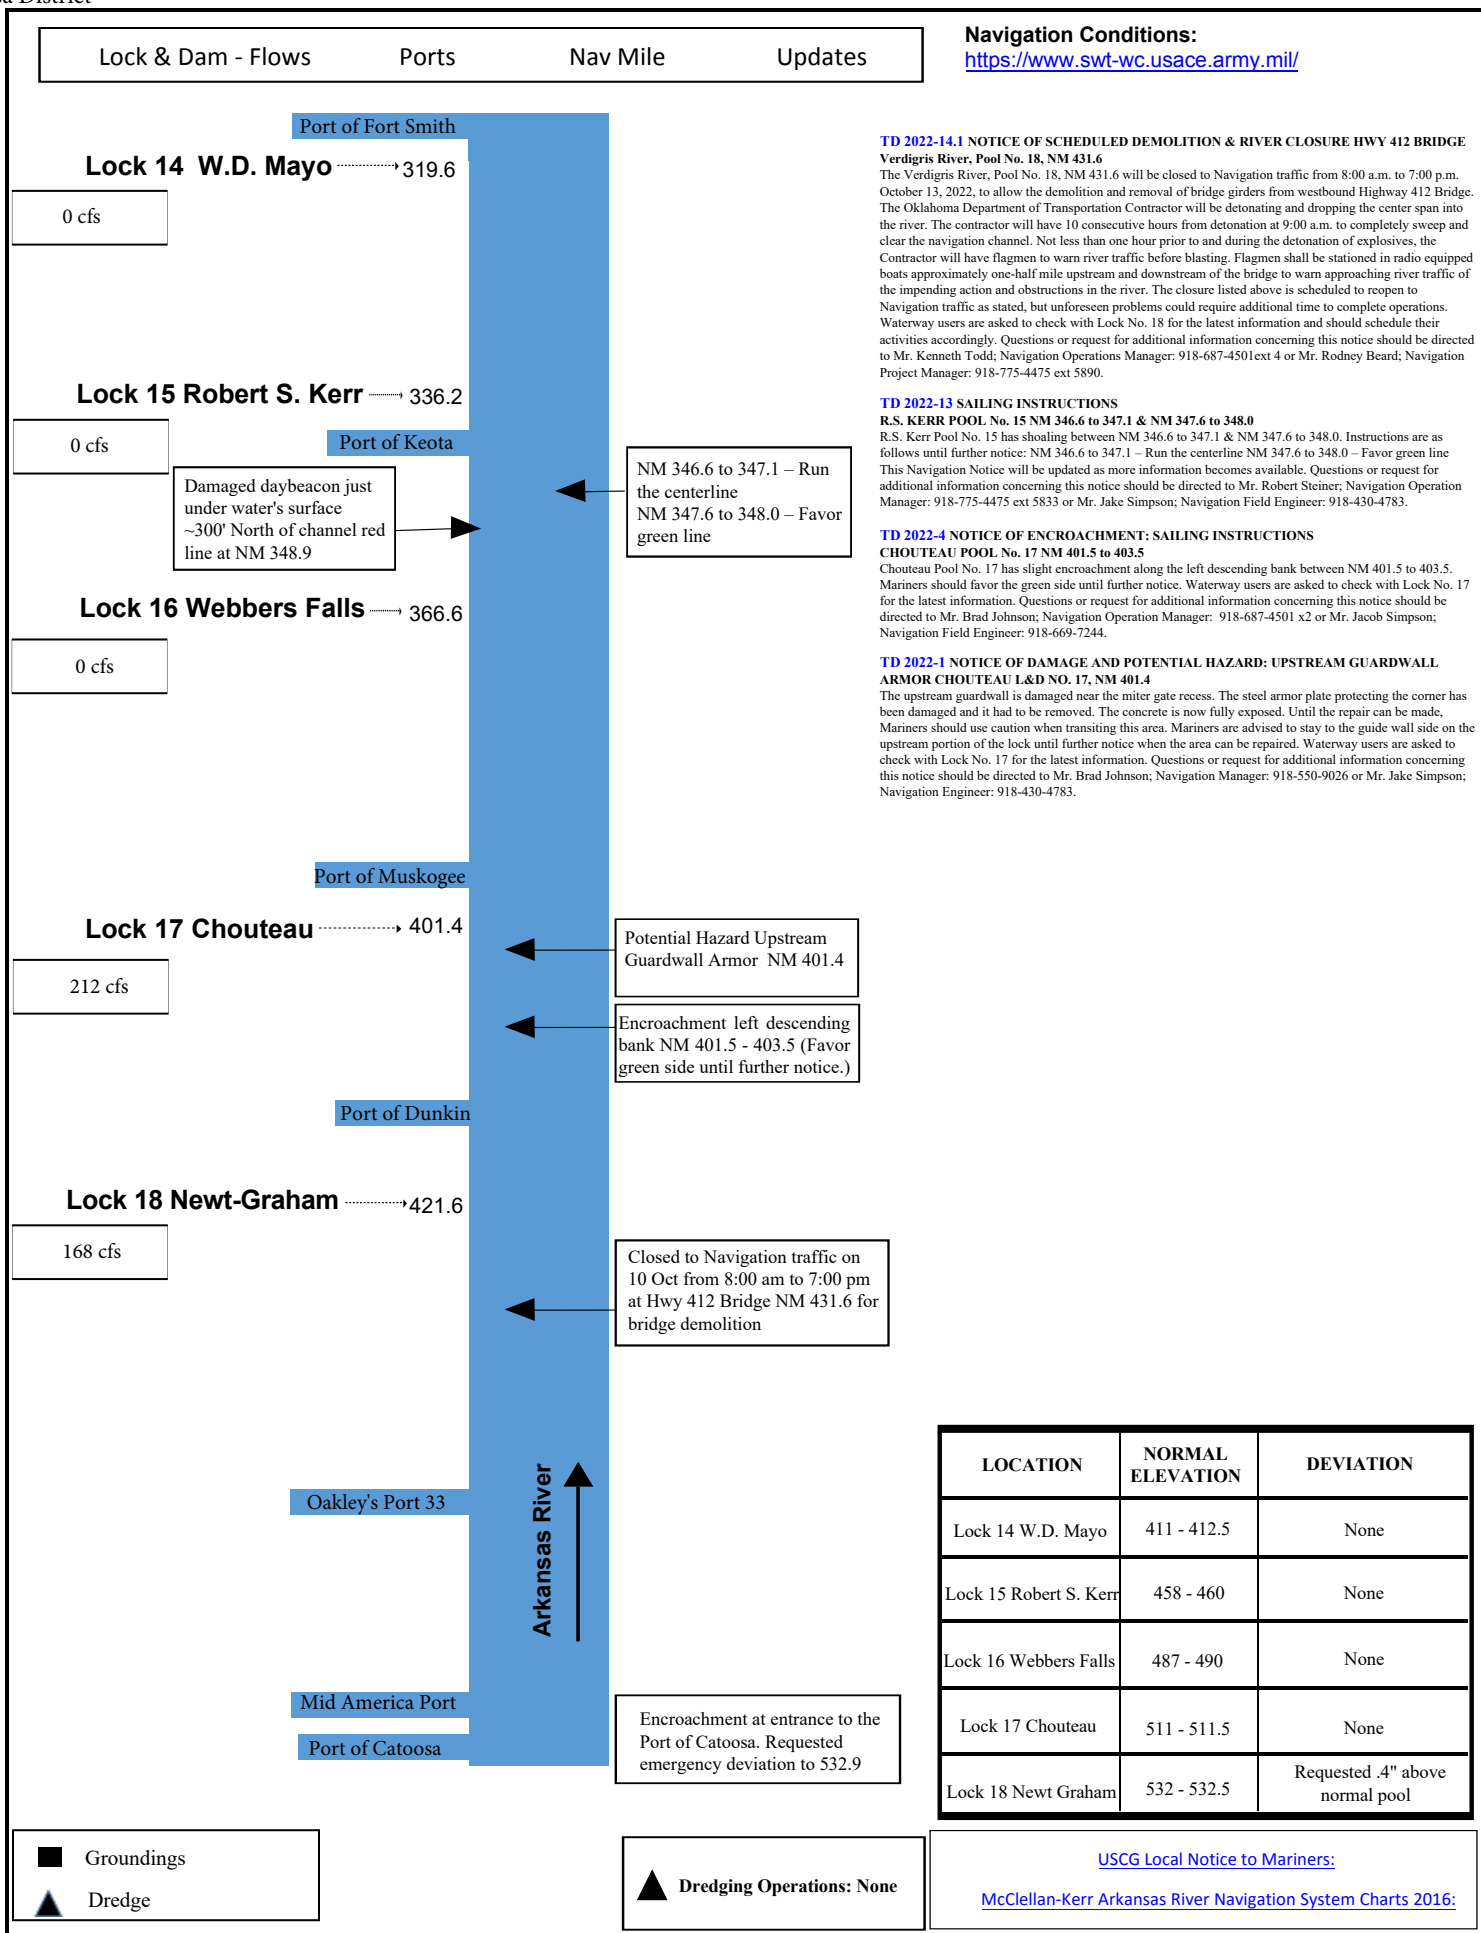 District
Lock & Dam - Flows Ports Nav Mile Updates
Navigation Conditions:
https://www.swt-wc.usace.army.mil/
Port of Fort Smith
Lock 14 W.D. Mayo 319.6
0 cfs
Lock 15 Robert S. Kerr 336.2
0 cfs
Port of Keota
Damaged daybeacon just
under water's surface
~300' North of channel red
line at NM 348.9
NM 346.6 to 347.1 – Run
the centerline
NM 347.6 to 348.0 – Favor
green line
Lock 16 Webbers Falls 366.6
0 cfs
Port of Muskogee
Lock 17 Chouteau 401.4
212 cfs
Potential Hazard Upstream
Guardwall Armor NM 401.4
Encroachment left descending
bank NM 401.5 - 403.5 (Favor
green side until further notice.)
Port of Dunkin
Lock 18 Newt-Graham 421.6
168 cfs
Closed to Navigation traffic on
10 Oct from 8:00 am to 7:00 pm
at Hwy 412 Bridge NM 431.6 for
bridge demolition
Arkansas River
Oakley's Port 33
Mid America Port
Port of Catoosa
Encroachment at entrance to the
Port of Catoosa. Requested
emergency deviation to 532.9
TD 2022-14.1 NOTICE OF SCHEDULED DEMOLITION & RIVER CLOSURE HWY 412 BRIDGE
Verdigris River, Pool No. 18, NM 431.6
The Verdigris River, Pool No. 18, NM 431.6 will be closed to Navigation traffic from 8:00 a.m. to 7:00 p.m.
October 13, 2022, to allow the demolition and removal of bridge girders from westbound Highway 412 Bridge.
The Oklahoma Department of Transportation Contractor will be detonating and dropping the center span into
the river. The contractor will have 10 consecutive hours from detonation at 9:00 a.m. to completely sweep and
clear the navigation channel. Not less than one hour prior to and during the detonation of explosives, the
Contractor will have flagmen to warn river traffic before blasting. Flagmen shall be stationed in radio equipped
boats approximately one-half mile upstream and downstream of the bridge to warn approaching river traffic of
the impending action and obstructions in the river. The closure listed above is scheduled to reopen to
Navigation traffic as stated, but unforeseen problems could require additional time to complete operations.
Waterway users are asked to check with Lock No. 18 for the latest information and should schedule their
activities accordingly. Questions or request for additional information concerning this notice should be directed
to Mr. Kenneth Todd; Navigation Operations Manager: 918-687-4501ext 4 or Mr. Rodney Beard; Navigation
Project Manager: 918-775-4475 ext 5890.
TD 2022-13 SAILING INSTRUCTIONS
R.S. KERR POOL No. 15 NM 346.6 to 347.1 & NM 347.6 to 348.0
R.S. Kerr Pool No. 15 has shoaling between NM 346.6 to 347.1 & NM 347.6 to 348.0. Instructions are as
follows until further notice: NM 346.6 to 347.1 – Run the centerline NM 347.6 to 348.0 – Favor green line
This Navigation Notice will be updated as more information becomes available. Questions or request for
additional information concerning this notice should be directed to Mr. Robert Steiner; Navigation Operation
Manager: 918-775-4475 ext 5833 or Mr. Jake Simpson; Navigation Field Engineer: 918-430-4783.
TD 2022-4 NOTICE OF ENCROACHMENT: SAILING INSTRUCTIONS
CHOUTEAU POOL No. 17 NM 401.5 to 403.5
Chouteau Pool No. 17 has slight encroachment along the left descending bank between NM 401.5 to 403.5.
Mariners should favor the green side until further notice. Waterway users are asked to check with Lock No. 17
for the latest information. Questions or request for additional information concerning this notice should be
directed to Mr. Brad Johnson; Navigation Operation Manager: 918-687-4501 x2 or Mr. Jacob Simpson;
Navigation Field Engineer: 918-669-7244.
TD 2022-1 NOTICE OF DAMAGE AND POTENTIAL HAZARD: UPSTREAM GUARDWALL
ARMOR CHOUTEAU L&D NO. 17, NM 401.4
The upstream guardwall is damaged near the miter gate recess. The steel armor plate protecting the corner has
been damaged and it had to be removed. The concrete is now fully exposed. Until the repair can be made,
Mariners should use caution when transiting this area. Mariners are advised to stay to the guide wall side on the
upstream portion of the lock until further notice when the area can be repaired. Waterway users are asked to
check with Lock No. 17 for the latest information. Questions or request for additional information concerning
this notice should be directed to Mr. Brad Johnson; Navigation Manager: 918-550-9026 or Mr. Jake Simpson;
Navigation Engineer: 918-430-4783.
LOCATION NORMAL ELEVATION DEVIATION
Lock 14 W.D. Mayo 411 - 412.5 None
Lock 15 Robert S. Kerr 458 - 460 None
Lock 16 Webbers Falls 487 - 490 None
Lock 17 Chouteau 511 - 511.5 None
Lock 18 Newt Graham 532 - 532.5 Requested .4" above normal pool
Groundings
Dredge
Dredging Operations: None
USCG Local Notice to Mariners:
McClellan-Kerr Arkansas River Navigation System Charts 2016: